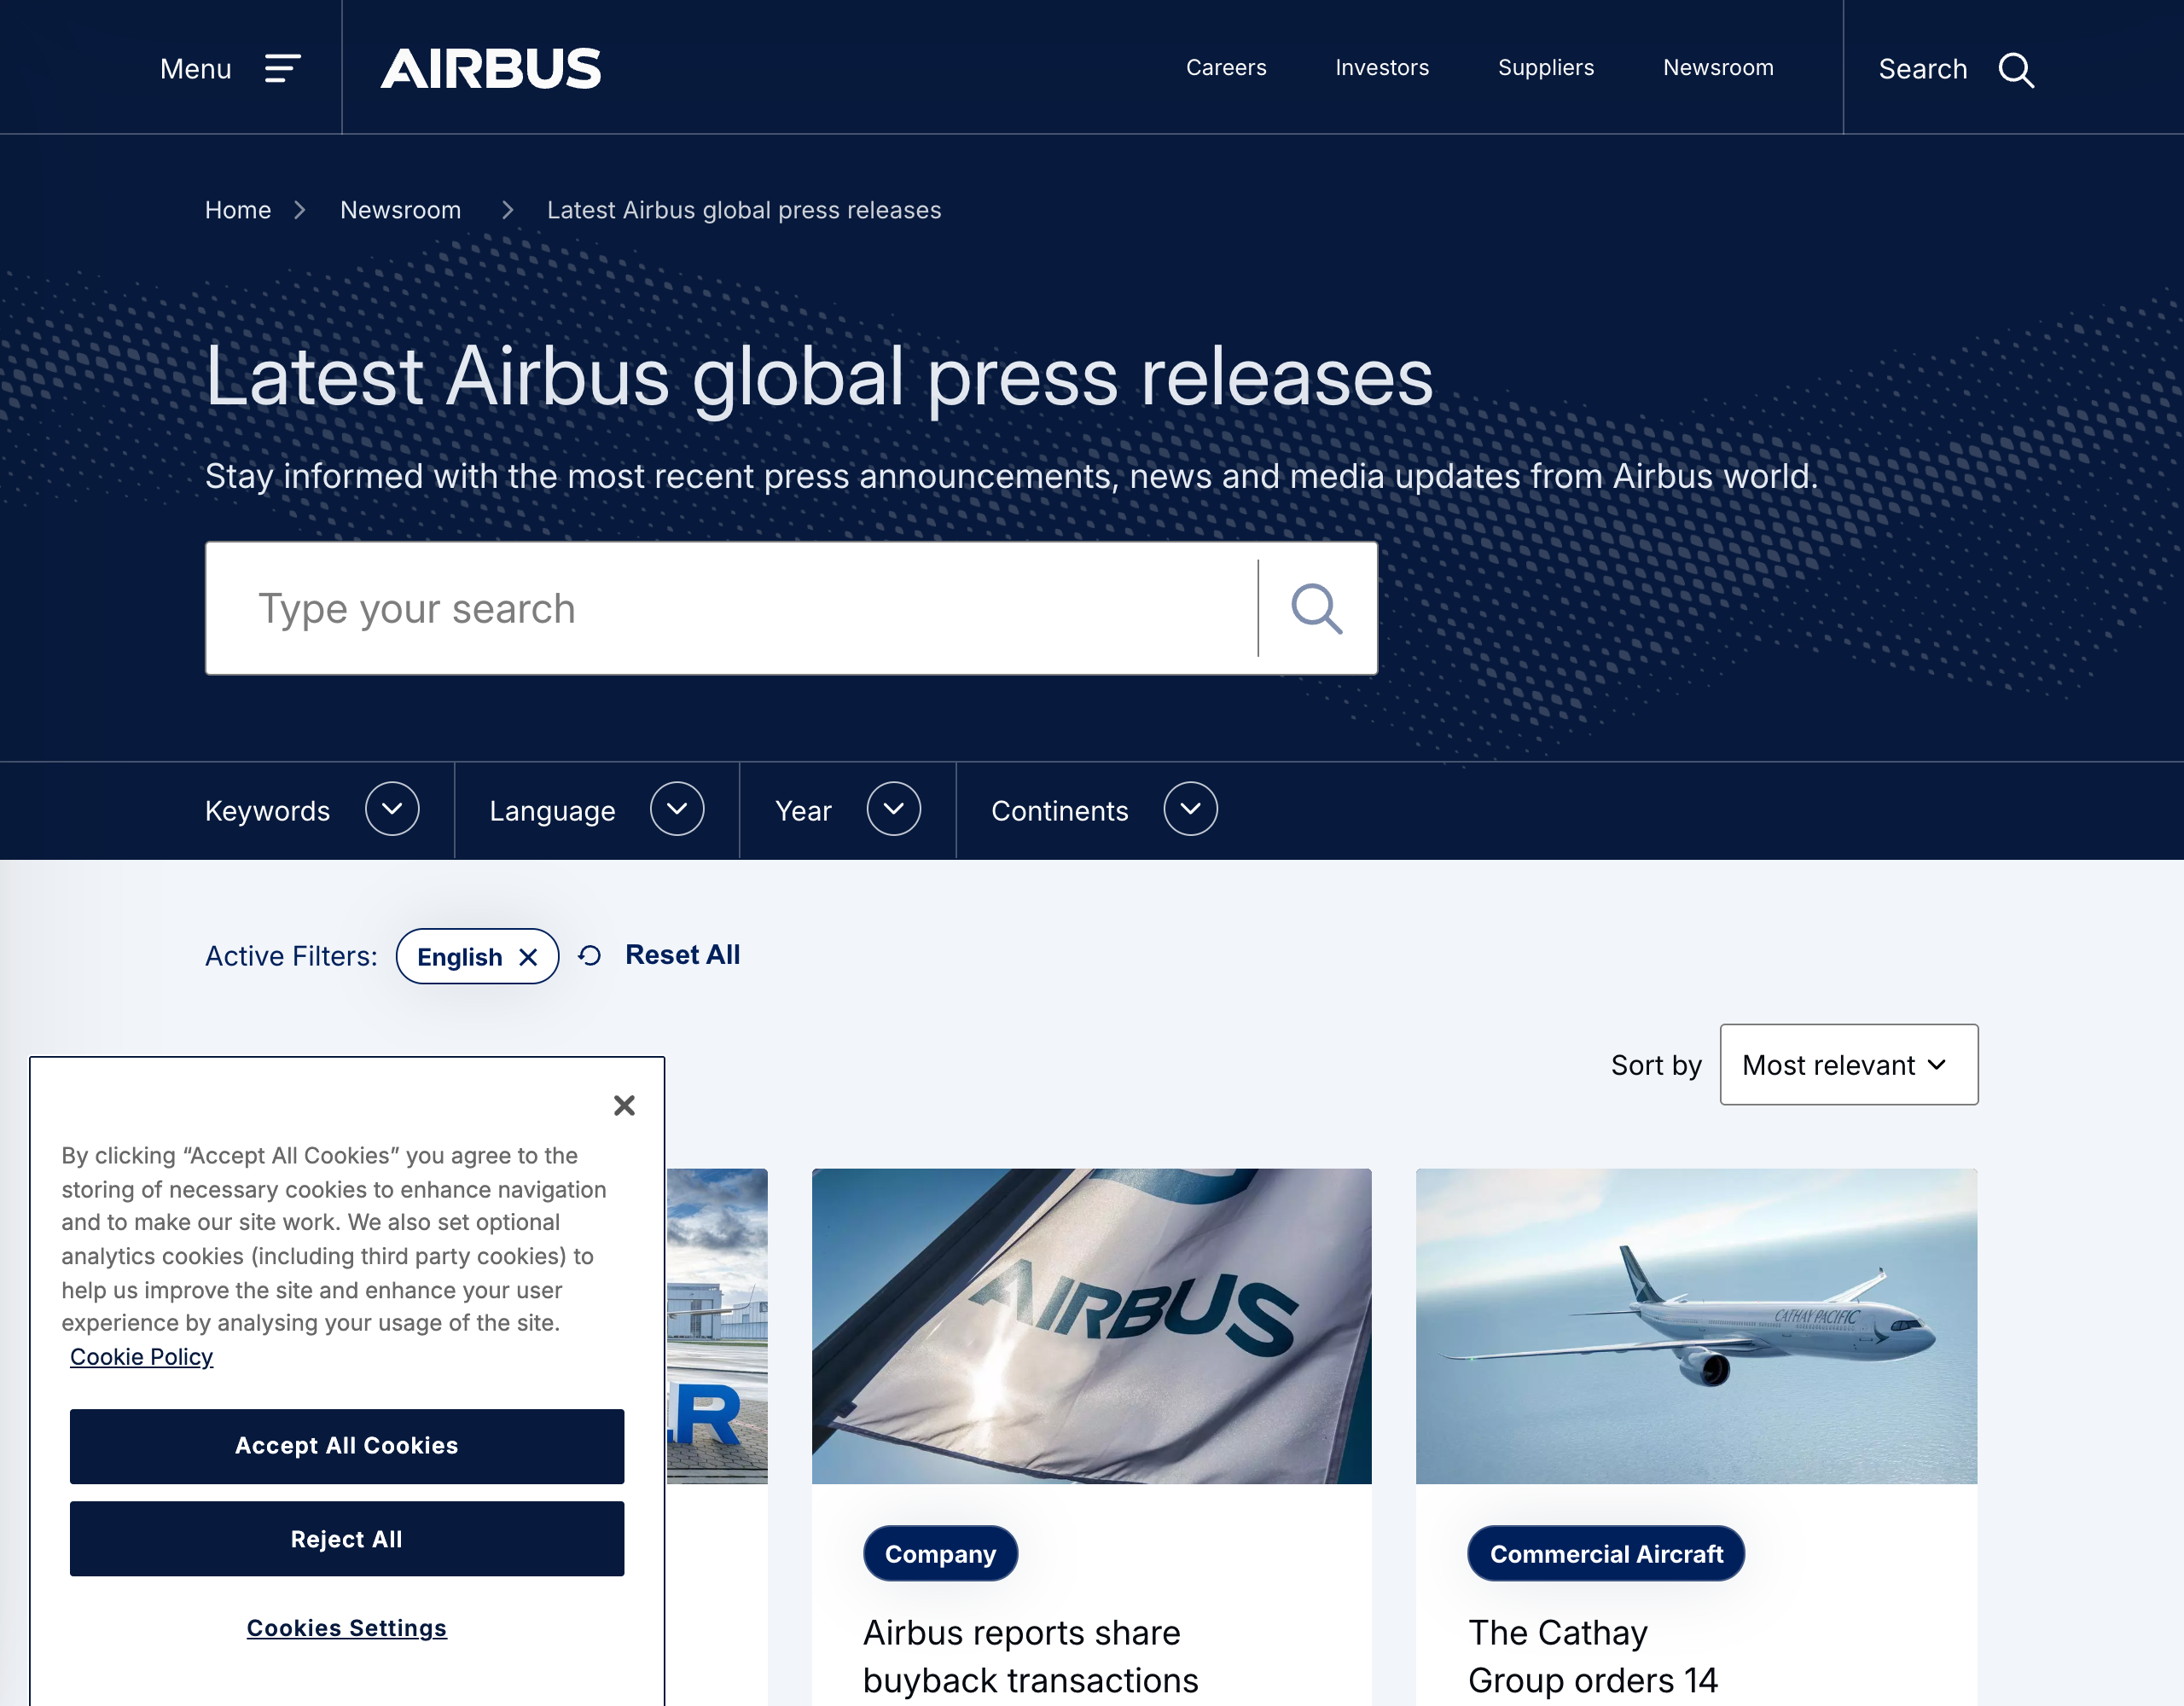 Menu
AIRBUS
Careers
Investors
Suppliers
Newsroom
Search
Home
Newsroom
Latest Airbus global press releases
Latest Airbus global press releases
Stay informed with the most recent press announcements, news and media updates from Airbus world.
Type your search
Keywords
Language
Year
Continents
Active Filters:
English
Reset All
Sort by
Most relevant
By clicking “Accept All Cookies” you agree to the
storing of necessary cookies to enhance navigation
and to make our site work. We also set optional
analytics cookies (including third party cookies) to
help us improve the site and enhance your user
experience by analysing your usage of the site.
Cookie Policy
Accept All Cookies
Reject All
Cookies Settings
R
AIRBUS
Company
Airbus reports share
buyback transactions
CATHAY PACIFIC
Commercial Aircraft
The Cathay
Group orders 14